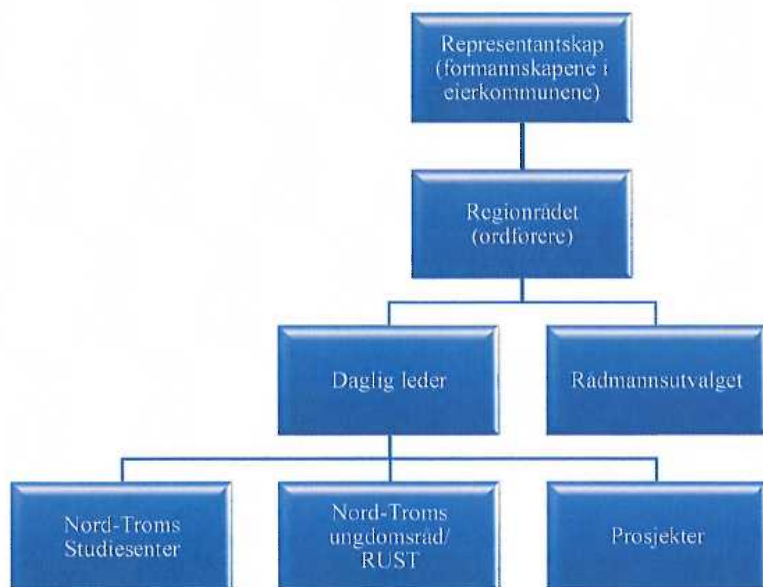 Representantskap
(formannskapene i
eierkommunene)
Regionrådet
(ordførere)
Daglig leder
Rådmannsutvalget
Nord-Troms
Studiesenter
Nord-Troms
ungdomsråd/
RUST
Prosjekter